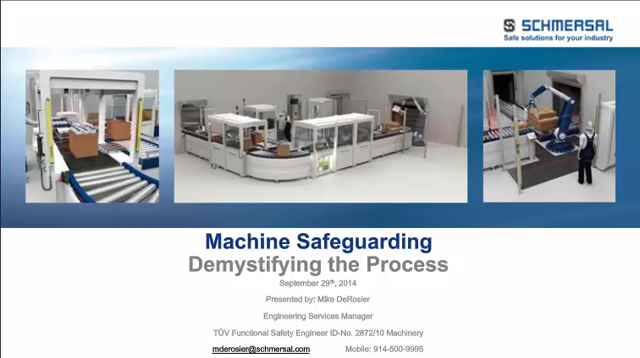 SCHMERSAL
Safe solutions for your industry
Machine Safeguarding
Demystifying the Process
September 29th, 2014
Presented by: Mike DeRosier
Engineering Services Manager
TÜV Functional Safety Engineer ID-No. 2872/10 Machinery
mderosier@schmersal.com Mobile: 914-500-9995